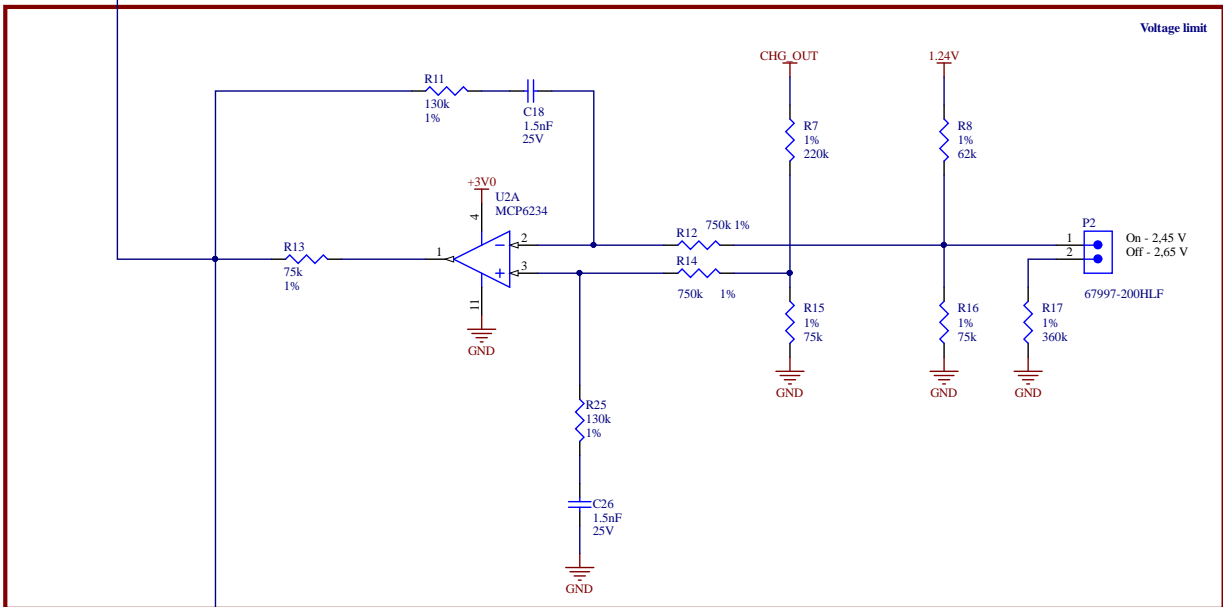 Voltage limit
CHG_OUT
1.24V
R11
130k
1%
C18
1.5nF
25V
R7
1%
220k
R8
1%
62k
+3V0
U2A
MCP6234
4
2
3
1
11
GND
R13
75k
1%
R12
750k 1%
R14
750k 1%
P2
1
2
On - 2,45 V
Off - 2,65 V
67997-200HLF
R15
1%
75k
GND
R16
1%
75k
GND
R17
1%
360k
GND
R25
130k
1%
C26
1.5nF
25V
GND